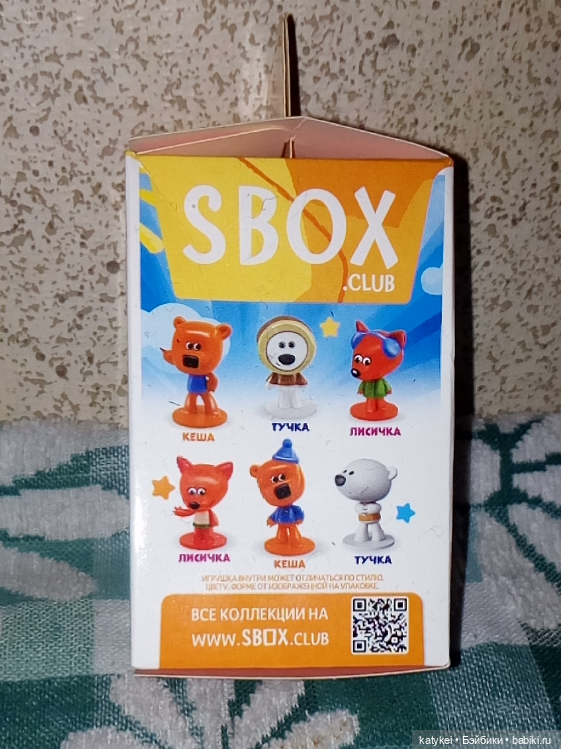 SBOX
.CLUB
КЕША
ТУЧКА
ЛИСИЧКА
ЛИСИЧКА
КЕША
ТУЧКА
ИГРУШКА ВНУТРИ МОЖЕТ ОТЛИЧАТЬСЯ ПО СТИЛЮ,
ЦВЕТУ, ФОРМЕ ОТ ИЗОБРАЖЕННОЙ НА УПАКОВКЕ.
ВСЕ КОЛЛЕКЦИИ НА
WWW.SBOX.CLUB
katykei • Бэйбики • babiki.ru